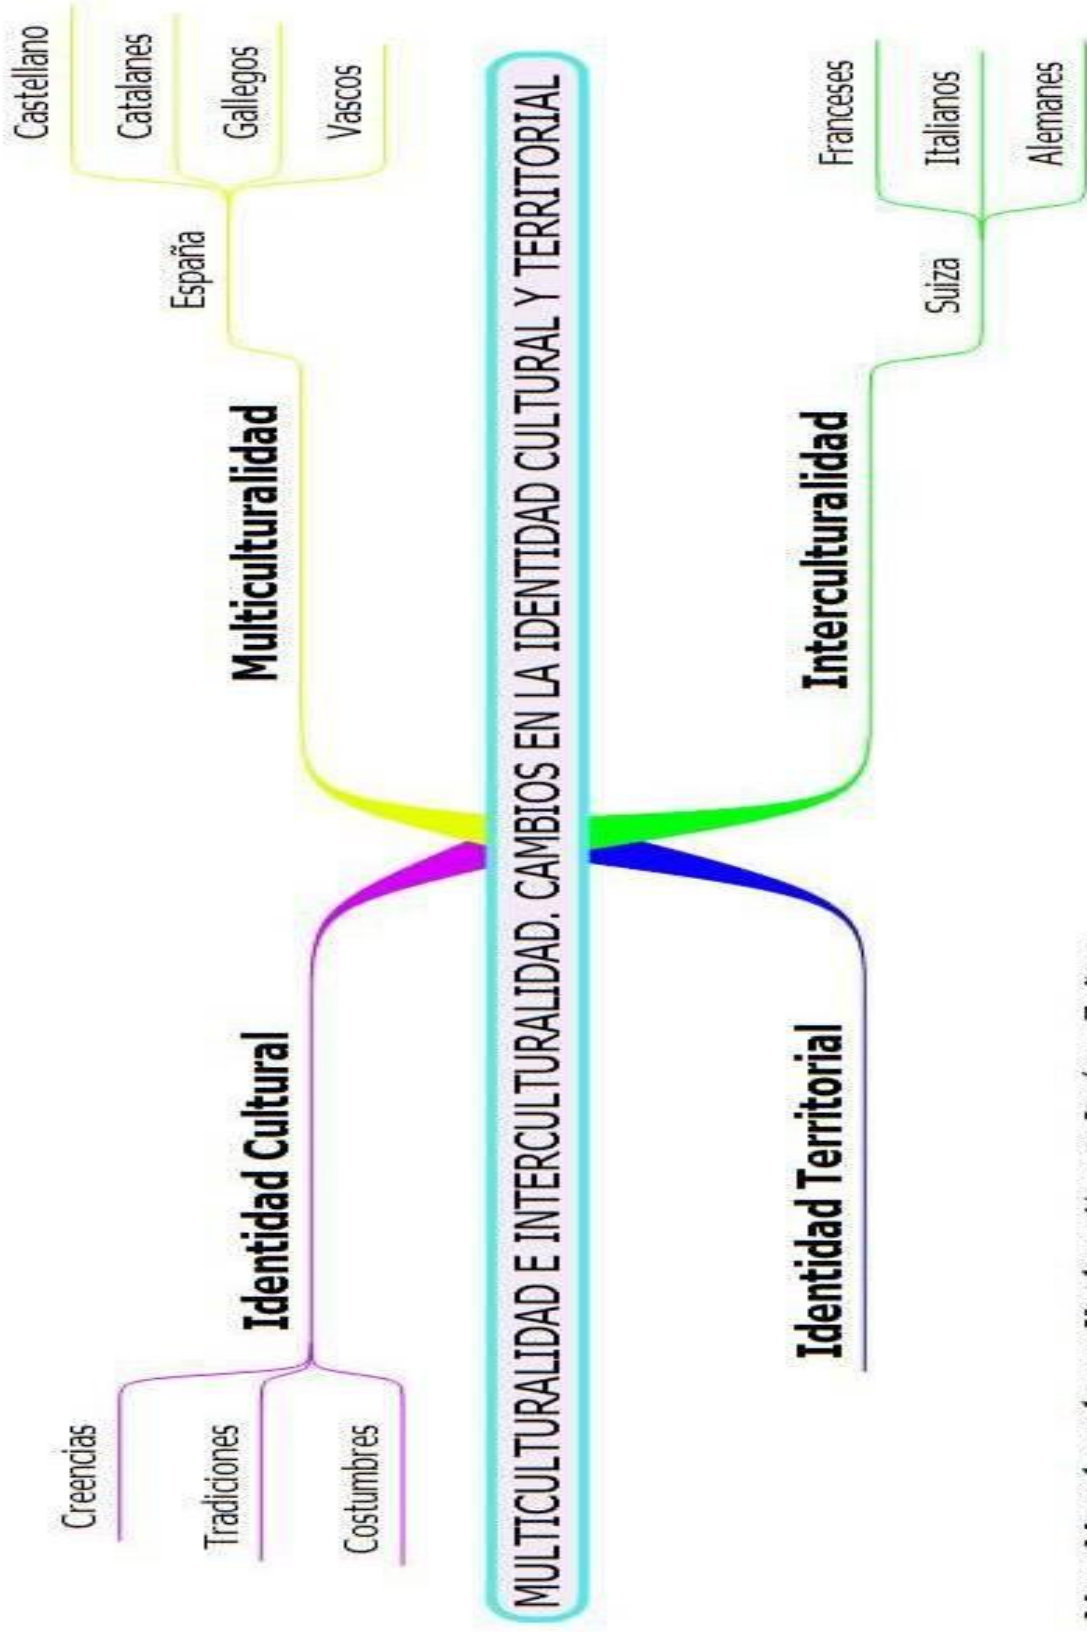 Creencias
Tradiciones
Costumbres
Identidad Cultural
Multiculturalidad
España
Castellano
Catalanes
Gallegos
Vascos
MULTICULTURALIDAD E INTERCULTURALIDAD. CAMBIOS EN LA IDENTIDAD CULTURAL Y TERRITORIAL
Identidad Territorial
Interculturalidad
Suiza
Franceses
Italianos
Alemanes